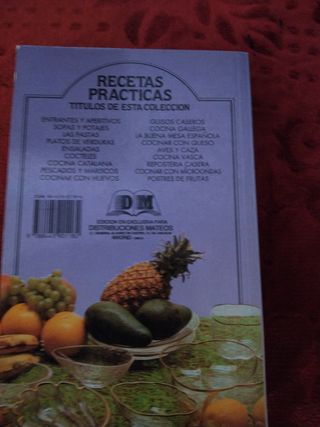 RECETAS
PRACTICAS
TITULOS DE ESTA COLECCION
ENTRANTES Y APERITIVOS
SOPAS Y POTAJES
LAS PASTAS
PLATOS DE VERDURAS
ENSALADAS
COCTELES
COCINA CATALANA
PESCADOS Y MARISCOS
COCINAR CON HUEVOS
GUISOS CASEROS
COCINA GALLEGA
LA BUENA MESA ESPAÑOLA
COCINAR CON QUESO
AVES Y CAZA
COCINA VASCA
REPOSTERIA CASERA
COCINAR CON MICROONDAS
POSTRES DE FRUTAS
DM
EDICION EN EXCLUSIVA PARA
DISTRIBUCIONES MATEOS
MADRID